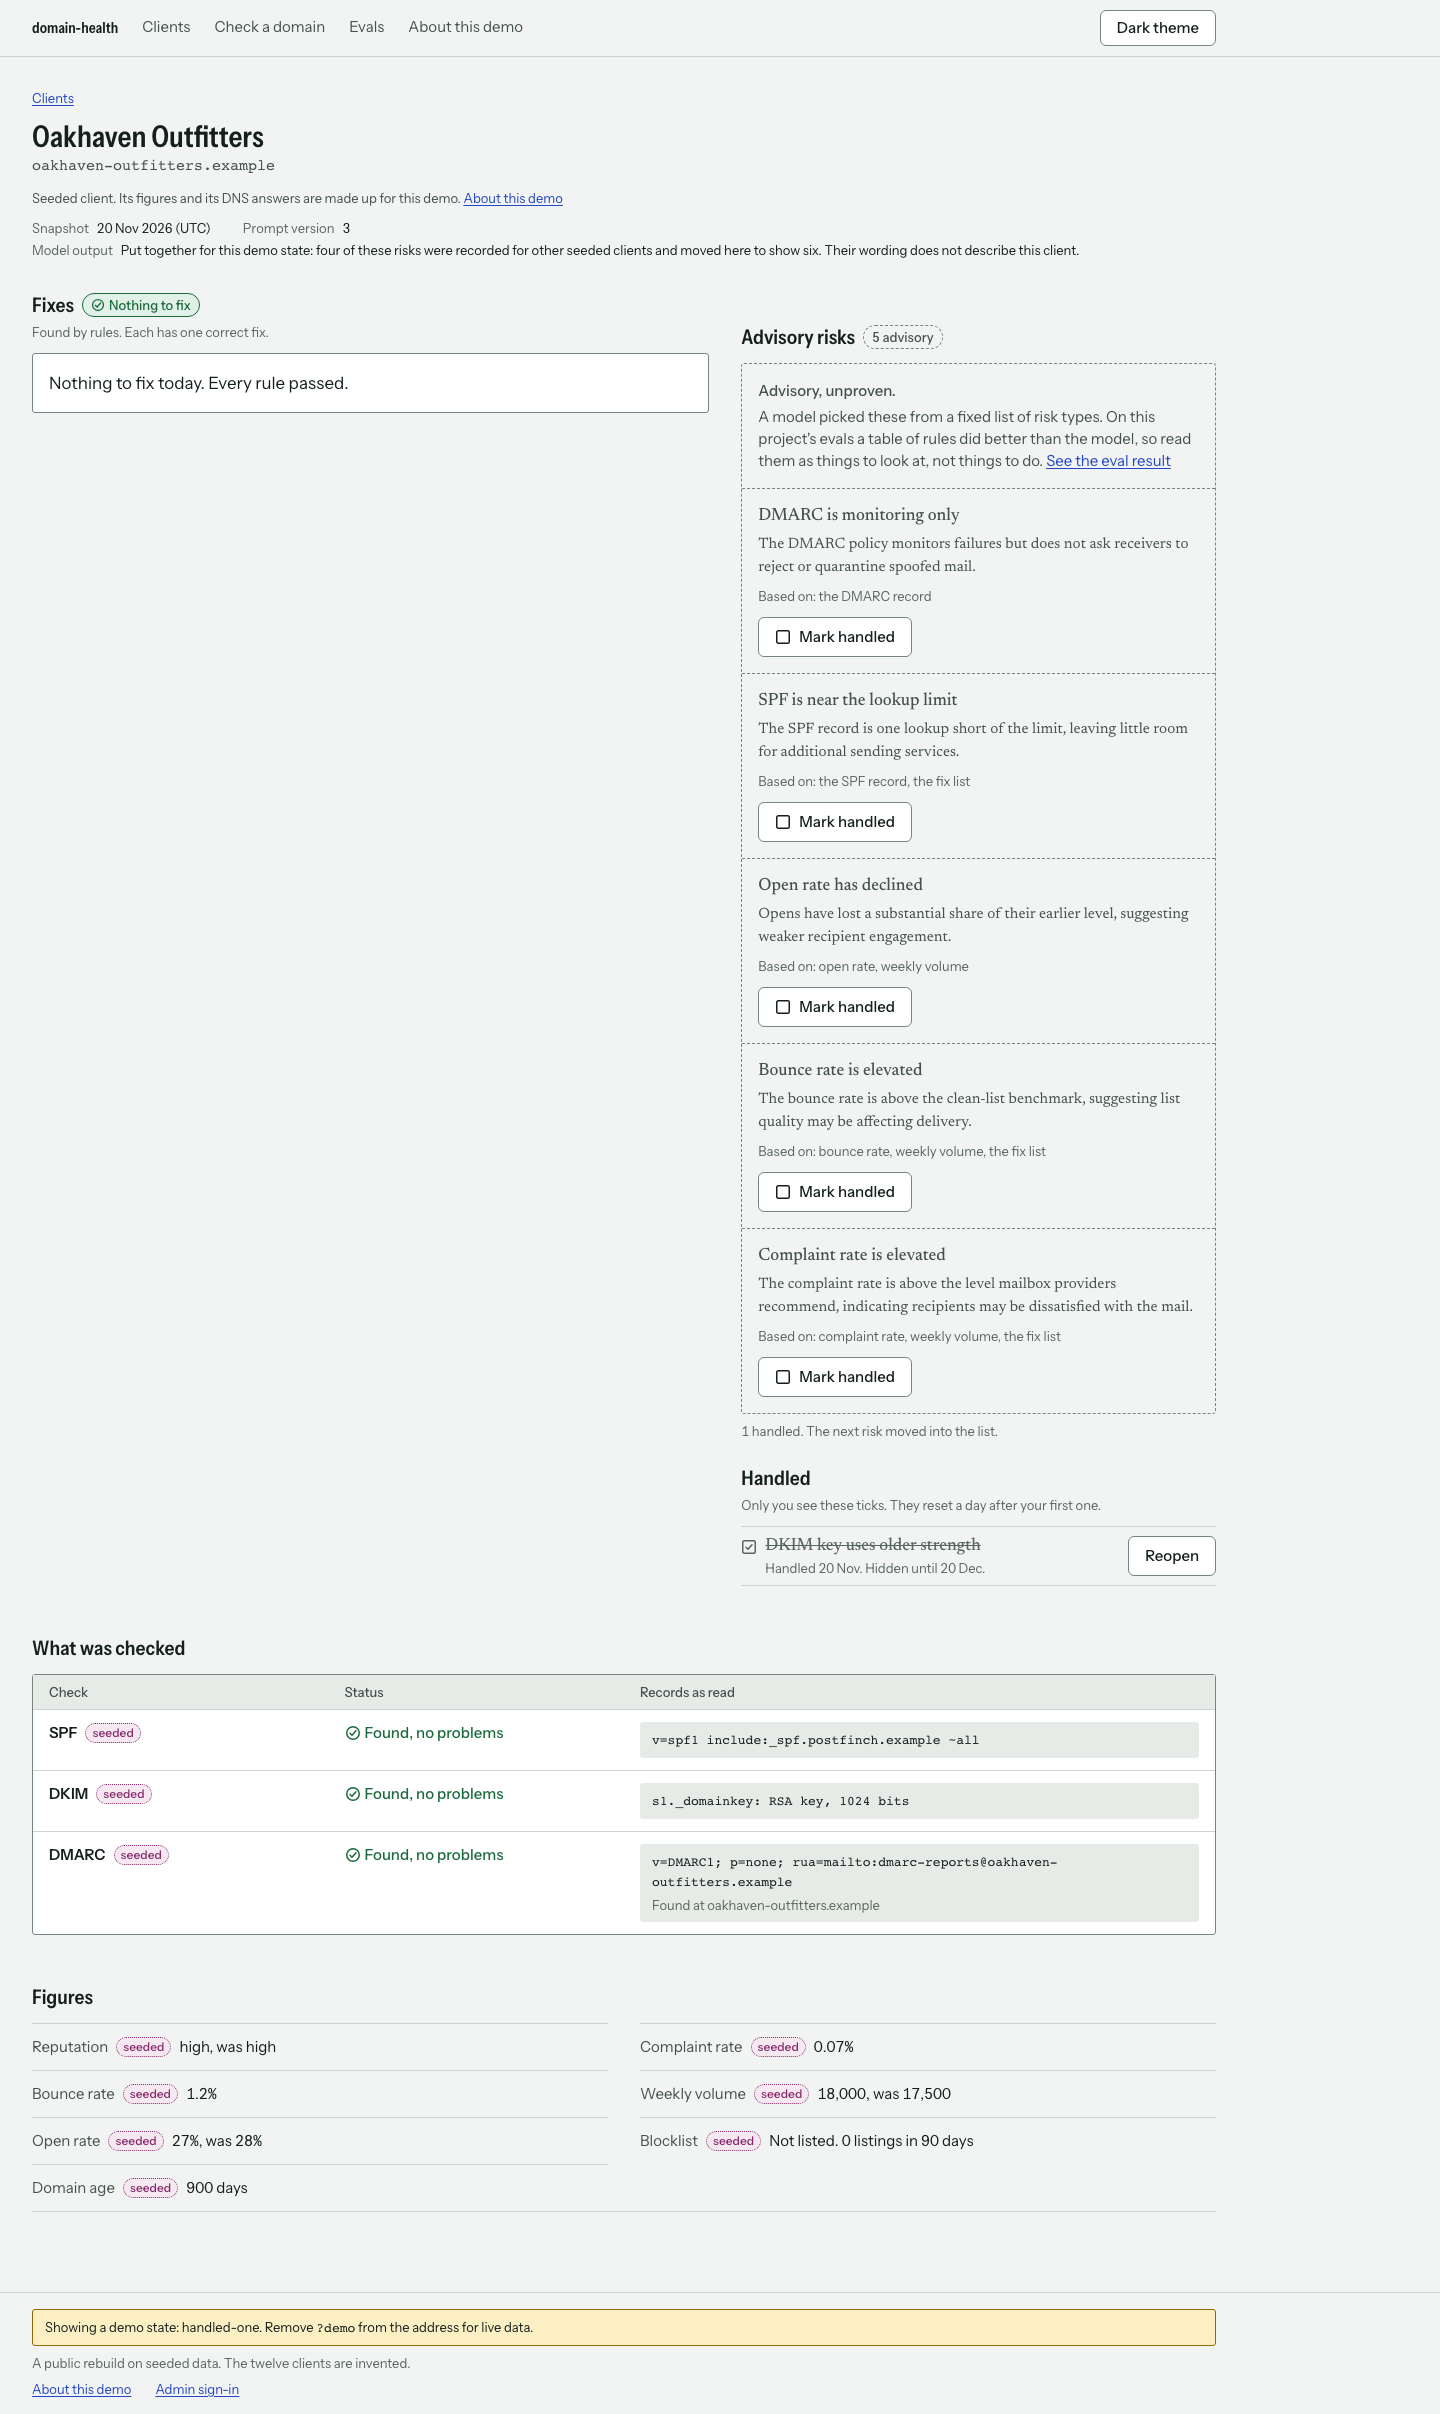 domain-health Clients Check a domain Evals About this demo Dark theme
Clients
Oakhaven Outfitters
oakhaven-outfitters.example
Seeded client. Its figures and its DNS answers are made up for this demo. About this demo
Snapshot 20 Nov 2026 (UTC) Prompt version 3
Model output Put together for this demo state: four of these risks were recorded for other seeded clients and moved here to show six. Their wording does not describe this client.
Fixes Nothing to fix
Found by rules. Each has one correct fix.
Nothing to fix today. Every rule passed.
Advisory risks 5 advisory
Advisory, unproven.
A model picked these from a fixed list of risk types. On this
project's evals a table of rules did better than the model, so read
them as things to look at, not things to do. See the eval result
DMARC is monitoring only
The DMARC policy monitors failures but does not ask receivers to
reject or quarantine spoofed mail.
Based on: the DMARC record
Mark handled
SPF is near the lookup limit
The SPF record is one lookup short of the limit, leaving little room
for additional sending services.
Based on: the SPF record, the fix list
Mark handled
Open rate has declined
Opens have lost a substantial share of their earlier level, suggesting
weaker recipient engagement.
Based on: open rate, weekly volume
Mark handled
Bounce rate is elevated
The bounce rate is above the clean-list benchmark, suggesting list
quality may be affecting delivery.
Based on: bounce rate, weekly volume, the fix list
Mark handled
Complaint rate is elevated
The complaint rate is above the level mailbox providers
recommend, indicating recipients may be dissatisfied with the mail.
Based on: complaint rate, weekly volume, the fix list
Mark handled
1 handled. The next risk moved into the list.
Handled
Only you see these ticks. They reset a day after your first one.
DKIM key uses older strength
Handled 20 Nov. Hidden until 20 Dec.
Reopen
What was checked
Check Status Records as read
SPF seeded Found, no problems v=spf1 include:_spf.postfinch.example ~all
DKIM seeded Found, no problems s1._domainkey: RSA key, 1024 bits
DMARC seeded Found, no problems v=DMARC1; p=none; rua=mailto:dmarc-reports@oakhaven-
outfitters.example
Found at oakhaven-outfitters.example
Figures
Reputation seeded high, was high
Complaint rate seeded 0.07%
Bounce rate seeded 1.2%
Weekly volume seeded 18,000, was 17,500
Open rate seeded 27%, was 28%
Blocklist seeded Not listed. 0 listings in 90 days
Domain age seeded 900 days
Showing a demo state: handled-one. Remove ?demo from the address for live data.
A public rebuild on seeded data. The twelve clients are invented.
About this demo Admin sign-in